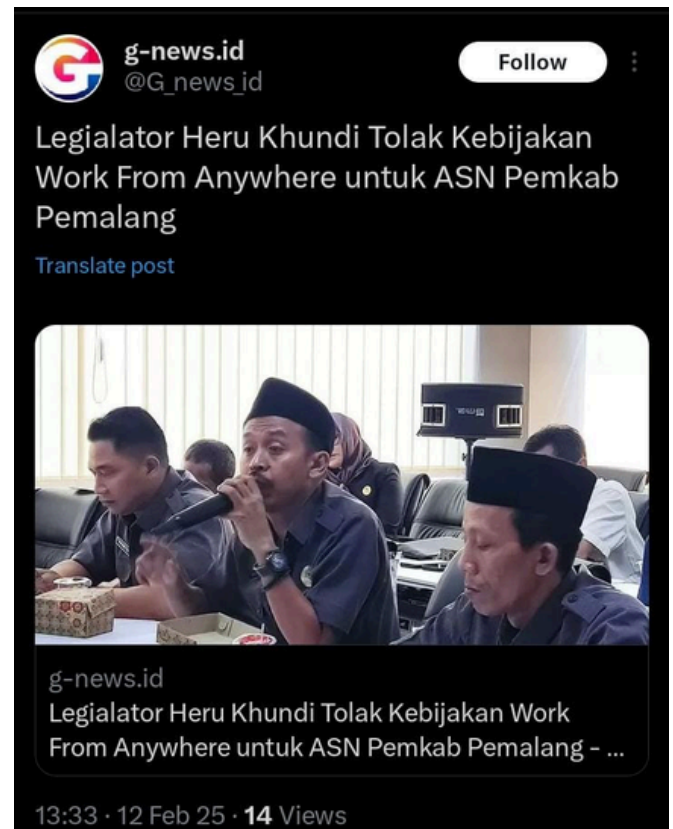 g-news.id
@G_news_id
Follow
Legialator Heru Khundi Tolak Kebijakan
Work From Anywhere untuk ASN Pemkab
Pemalang
Translate post
g-news.id
Legialator Heru Khundi Tolak Kebijakan Work
From Anywhere untuk ASN Pemkab Pemalang - ...
13:33 · 12 Feb 25 · 14 Views